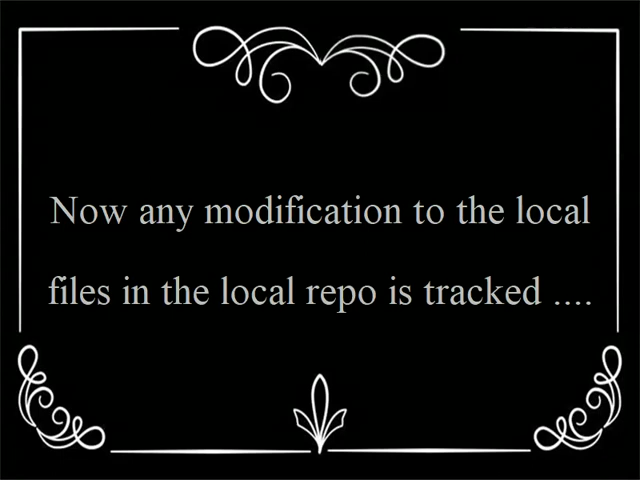 Now any modification to the local
files in the local repo is tracked ....